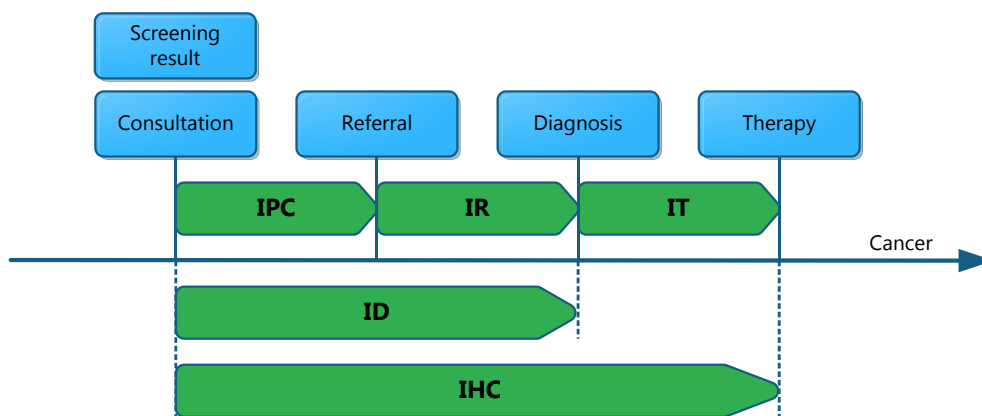 Screening
result
Consultation
Referral
Diagnosis
Therapy
IPC
IR
IT
Cancer
ID
IHC